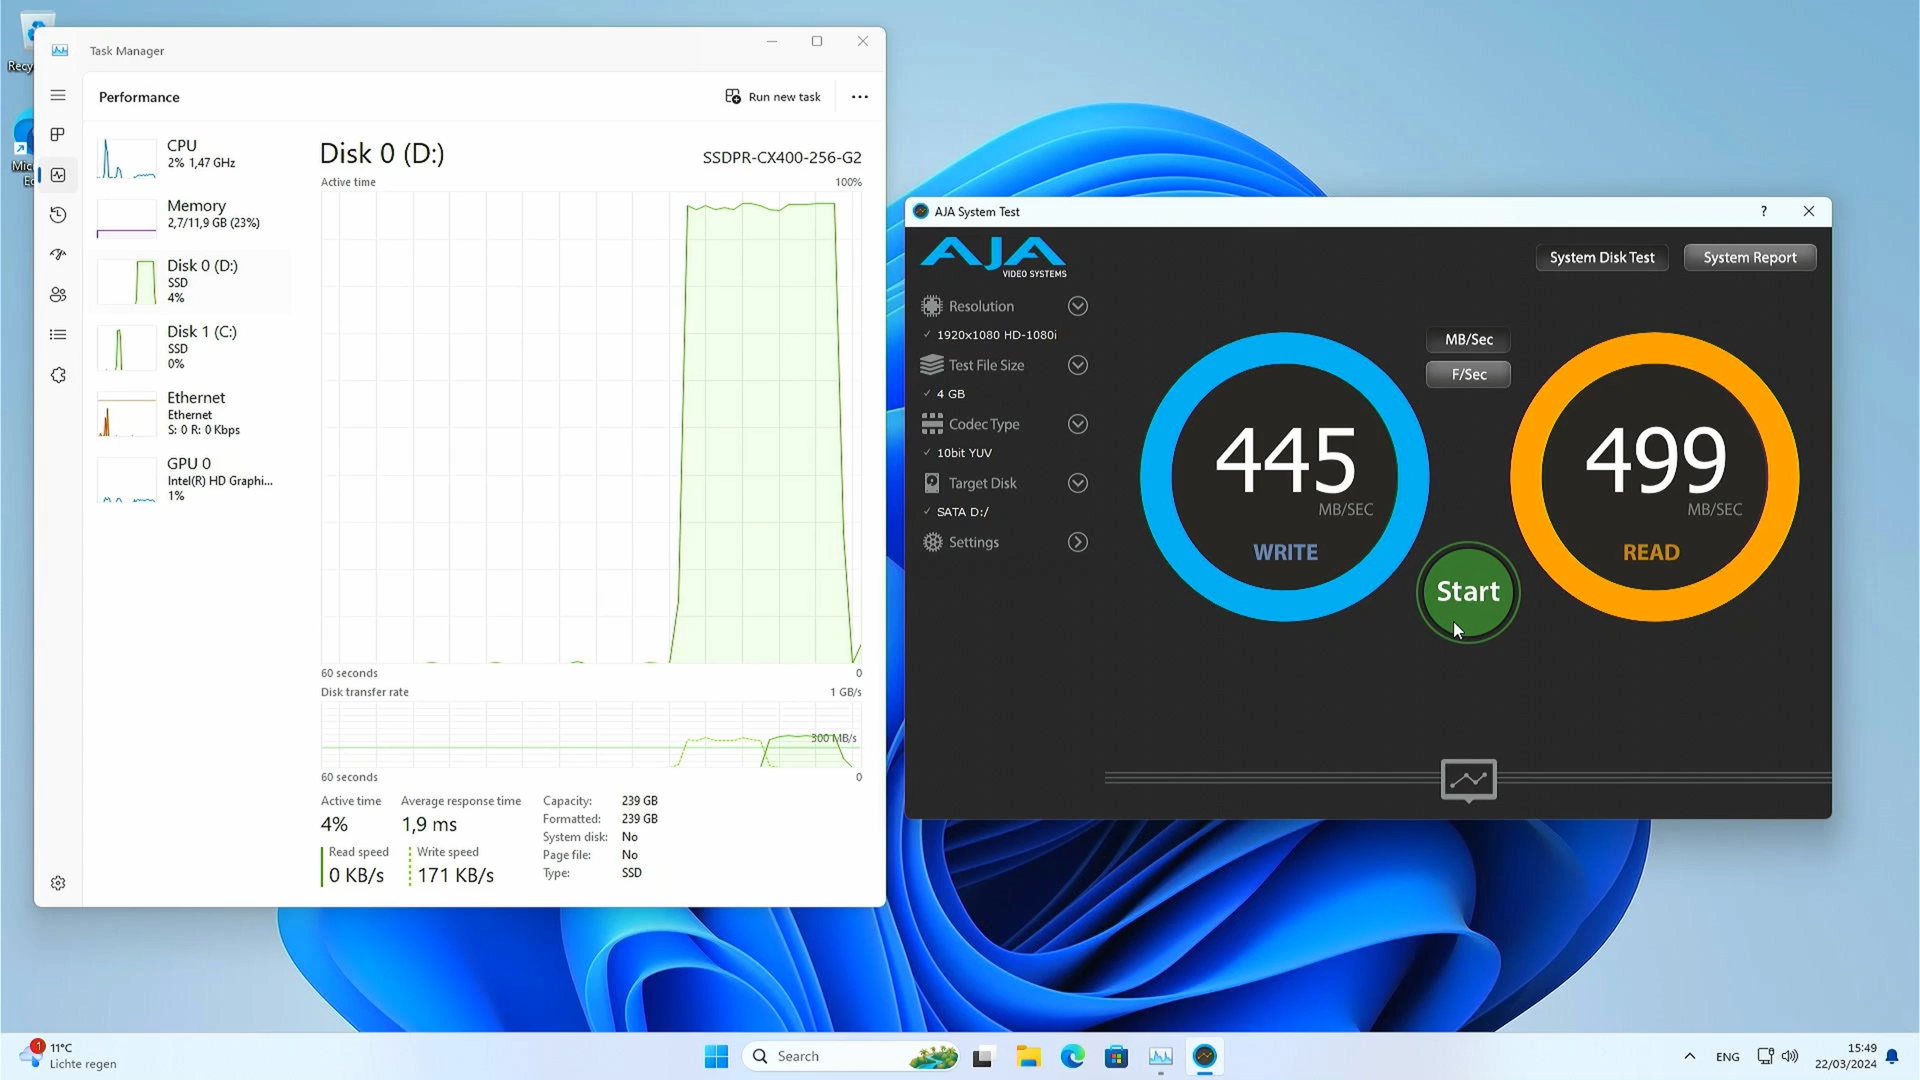 Recy
Mic
Ec
Task Manager
Performance
Run new task
CPU
2% 1,47 GHz
Memory
2,7/11,9 GB (23%)
Disk 0 (D:)
SSD
4%
Disk 1 (C:)
SSD
0%
Ethernet
Ethernet
S: 0 R: 0 Kbps
GPU 0
Intel(R) HD Graphi...
1%
Disk 0 (D:)
SSDPR-CX400-256-G2
Active time
100%
60 seconds
0
Disk transfer rate
1 GB/s
300 MB/s
60 seconds
0
Active time
4%
Average response time
1,9 ms
Read speed
0 KB/s
Write speed
171 KB/s
Capacity: 239 GB
Formatted: 239 GB
System disk: No
Page file: No
Type: SSD
AJA System Test
?
AJA
VIDEO SYSTEMS
System Disk Test
System Report
Resolution
✓ 1920x1080 HD-1080i
Test File Size
✓ 4 GB
Codec Type
✓ 10bit YUV
Target Disk
✓ SATA D:/
Settings
MB/Sec
F/Sec
445
MB/SEC
WRITE
499
MB/SEC
READ
Start
1
11°C
Lichte regen
Search
ENG
15:49
22/03/2024